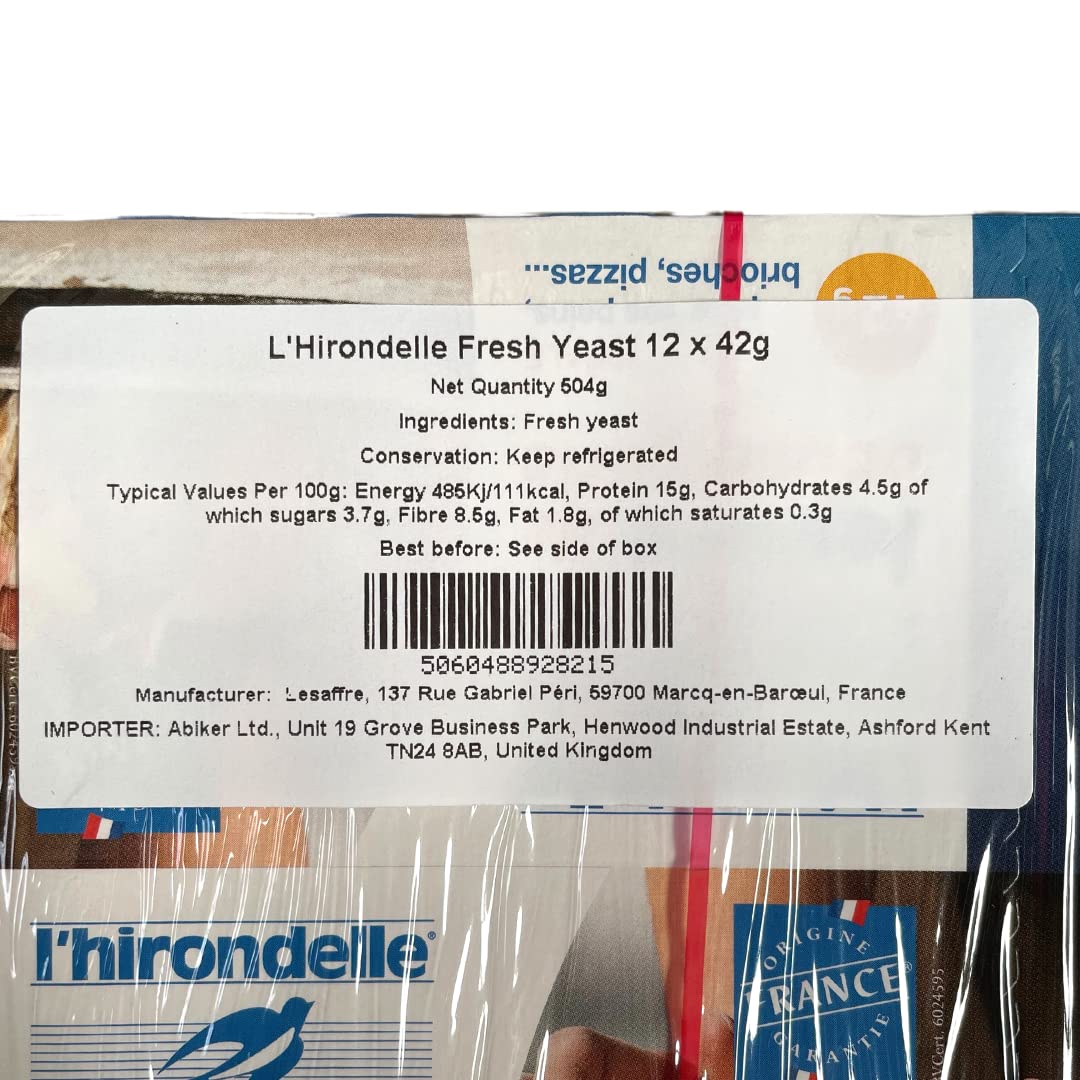 brioches, pizzas...
L'Hirondelle Fresh Yeast 12 x 42g
Net Quantity 504g
Ingredients: Fresh yeast
Conservation: Keep refrigerated
Typical Values Per 100g: Energy 485Kj/111kcal, Protein 15g, Carbohydrates 4.5g of
which sugars 3.7g, Fibre 8.5g, Fat 1.8g, of which saturates 0.3g
Best before: See side of box
5060488928215
Manufacturer: Lesaffre, 137 Rue Gabriel Péri, 59700 Marcq-en-Barœul, France
IMPORTER: Abiker Ltd., Unit 19 Grove Business Park, Henwood Industrial Estate, Ashford Kent
TN24 8AB, United Kingdom
l'hirondelle®
ORIGINE
FRANCE®
GARANTIE
Cert. 6024595